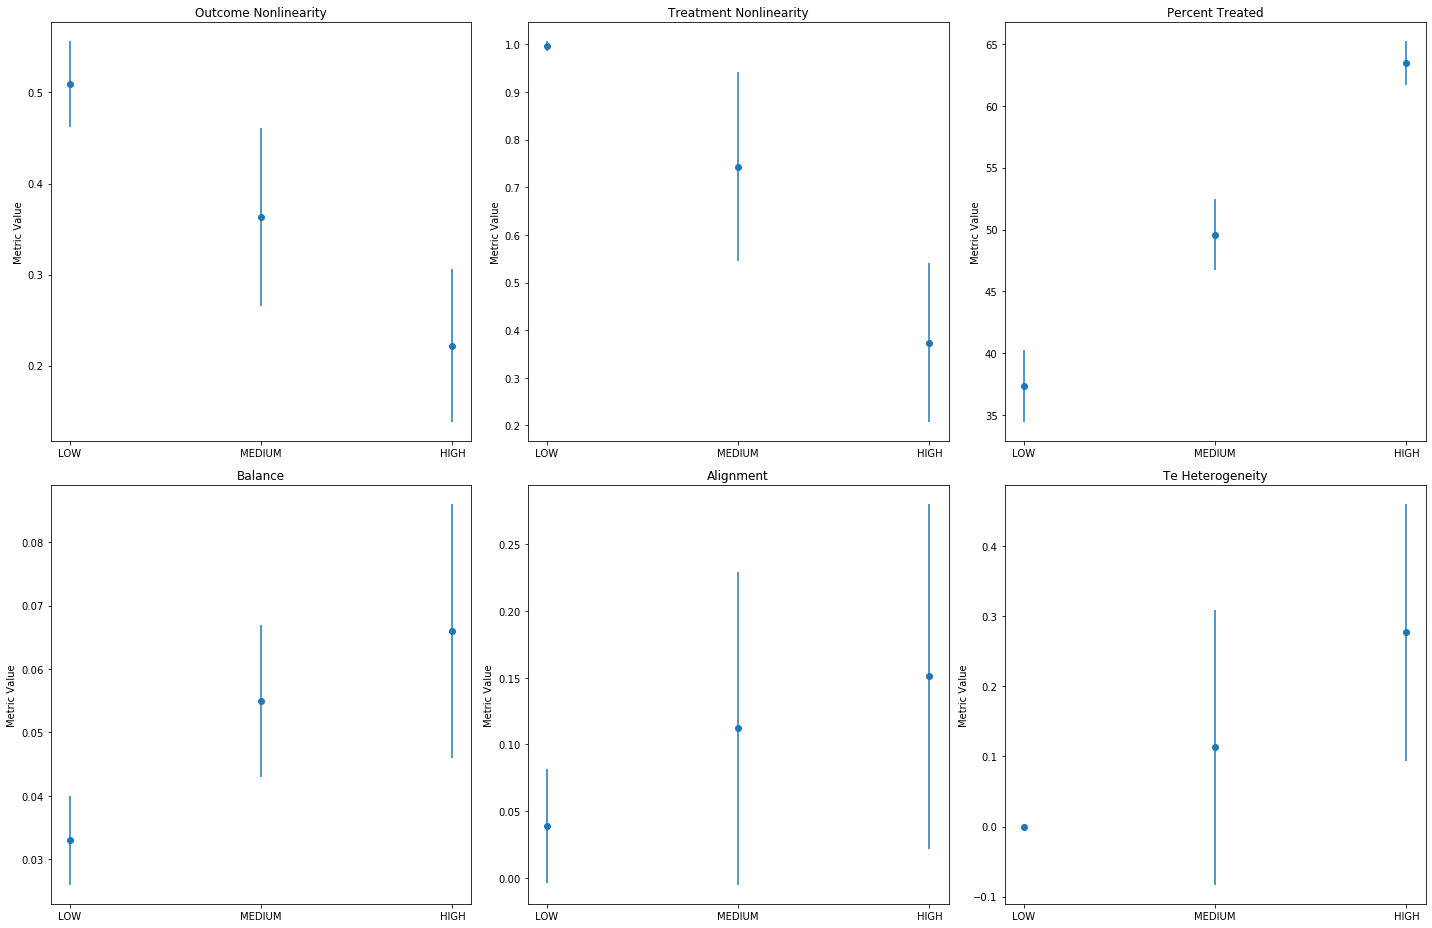 Outcome Nonlinearity
Metric Value
0.5
0.4
0.3
0.2
LOW MEDIUM HIGH
Treatment Nonlinearity
Metric Value
1.0
0.9
0.8
0.7
0.6
0.5
0.4
0.3
0.2
LOW MEDIUM HIGH
Percent Treated
Metric Value
65
60
55
50
45
40
35
LOW MEDIUM HIGH
Balance
Metric Value
0.08
0.07
0.06
0.05
0.04
0.03
LOW MEDIUM HIGH
Alignment
Metric Value
0.25
0.20
0.15
0.10
0.05
0.00
LOW MEDIUM HIGH
Te Heterogeneity
Metric Value
0.4
0.3
0.2
0.1
0.0
−0.1
LOW MEDIUM HIGH